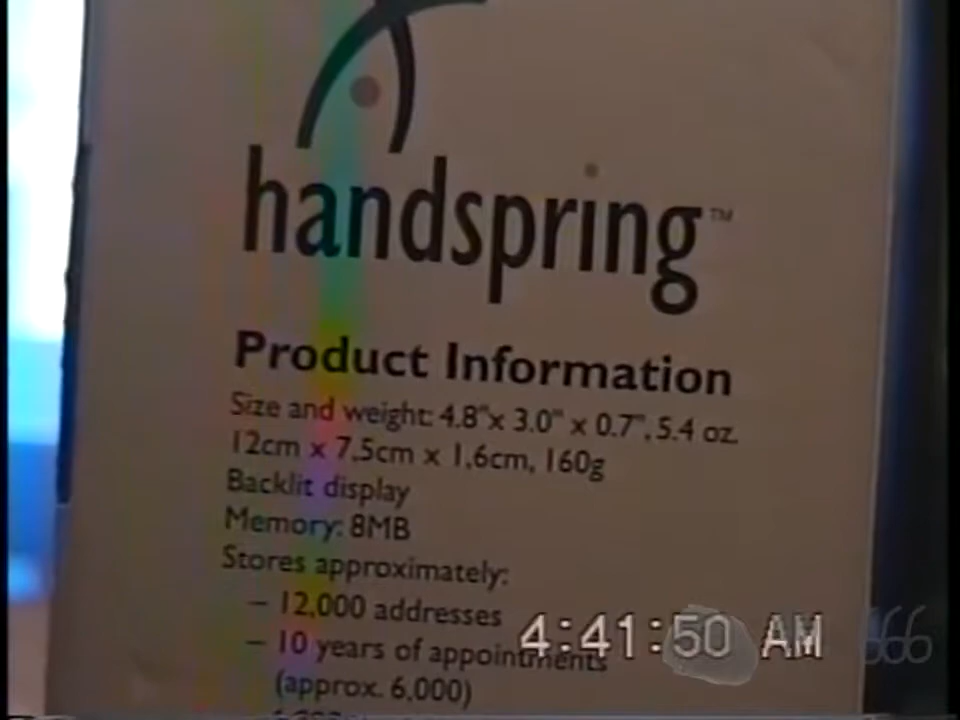 handspring™
Product Information
Size and weight: 4.8"x 3.0" x 0.7", 5.4 oz.
12cm x 7.5cm x 1.6cm, 160g
Backlit display
Memory: 8MB
Stores approximately:
– 12,000 addresses
– 10 years of appointments
(approx. 6,000)
4:41:50 AM
666